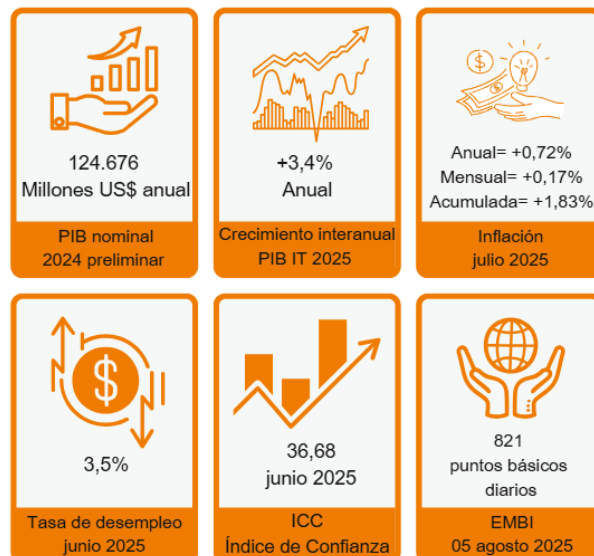 124.676
Millones US$ anual
PIB nominal
2024 preliminar
+3,4%
Anual
Crecimiento interanual
PIB IT 2025
$
Anual= +0,72%
Mensual= +0,17%
Acumulada= +1,83%
Inflación
julio 2025
$
3,5%
Tasa de desempleo
junio 2025
36,68
junio 2025
ICC
Índice de Confianza
821
puntos básicos
diarios
EMBI
05 agosto 2025